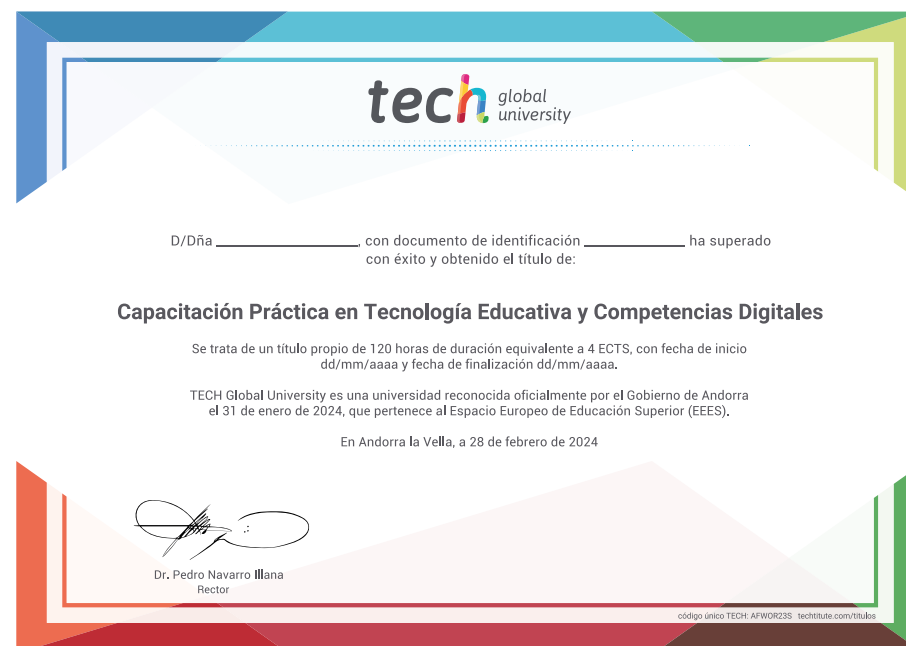 tech global university
D/Dña ____________________, con documento de identificación ______________ ha superado
con éxito y obtenido el título de:
Capacitación Práctica en Tecnología Educativa y Competencias Digitales
Se trata de un título propio de 120 horas de duración equivalente a 4 ECTS, con fecha de inicio
dd/mm/aaaa y fecha de finalización dd/mm/aaaa.
TECH Global University es una universidad reconocida oficialmente por el Gobierno de Andorra
el 31 de enero de 2024, que pertenece al Espacio Europeo de Educación Superior (EEES).
En Andorra la Vella, a 28 de febrero de 2024
Dr. Pedro Navarro Illana
Rector
código único TECH: AFWOR23S techtitute.com/titulos